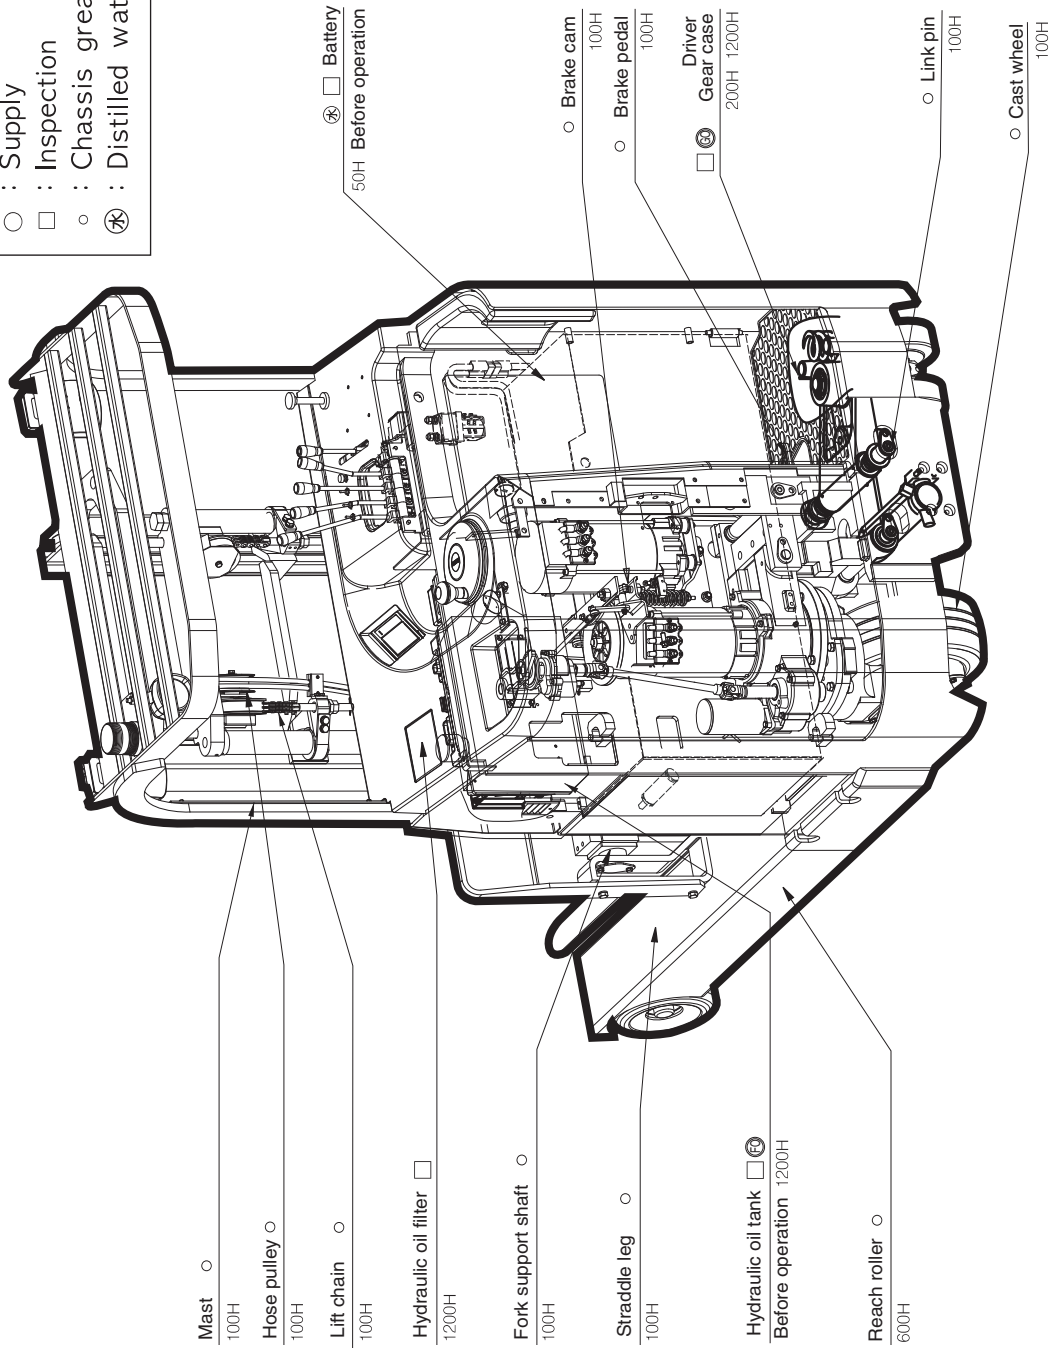 ○ : Supply
□ : Inspection
○ : Chassis grea
㊌ : Distilled wat
㊌ □ Battery
50H Before operation
○ Brake cam
100H
○ Brake pedal
100H
Driver
□ GO Gear case
200H 1200H
○ Link pin
100H
○ Cast wheel
100H
Mast ○
100H
Hose pulley ○
100H
Lift chain ○
100H
Hydraulic oil filter □
1200H
Fork support shaft ○
100H
Straddle leg ○
100H
Hydraulic oil tank □ FO
Before operation 1200H
Reach roller ○
600H